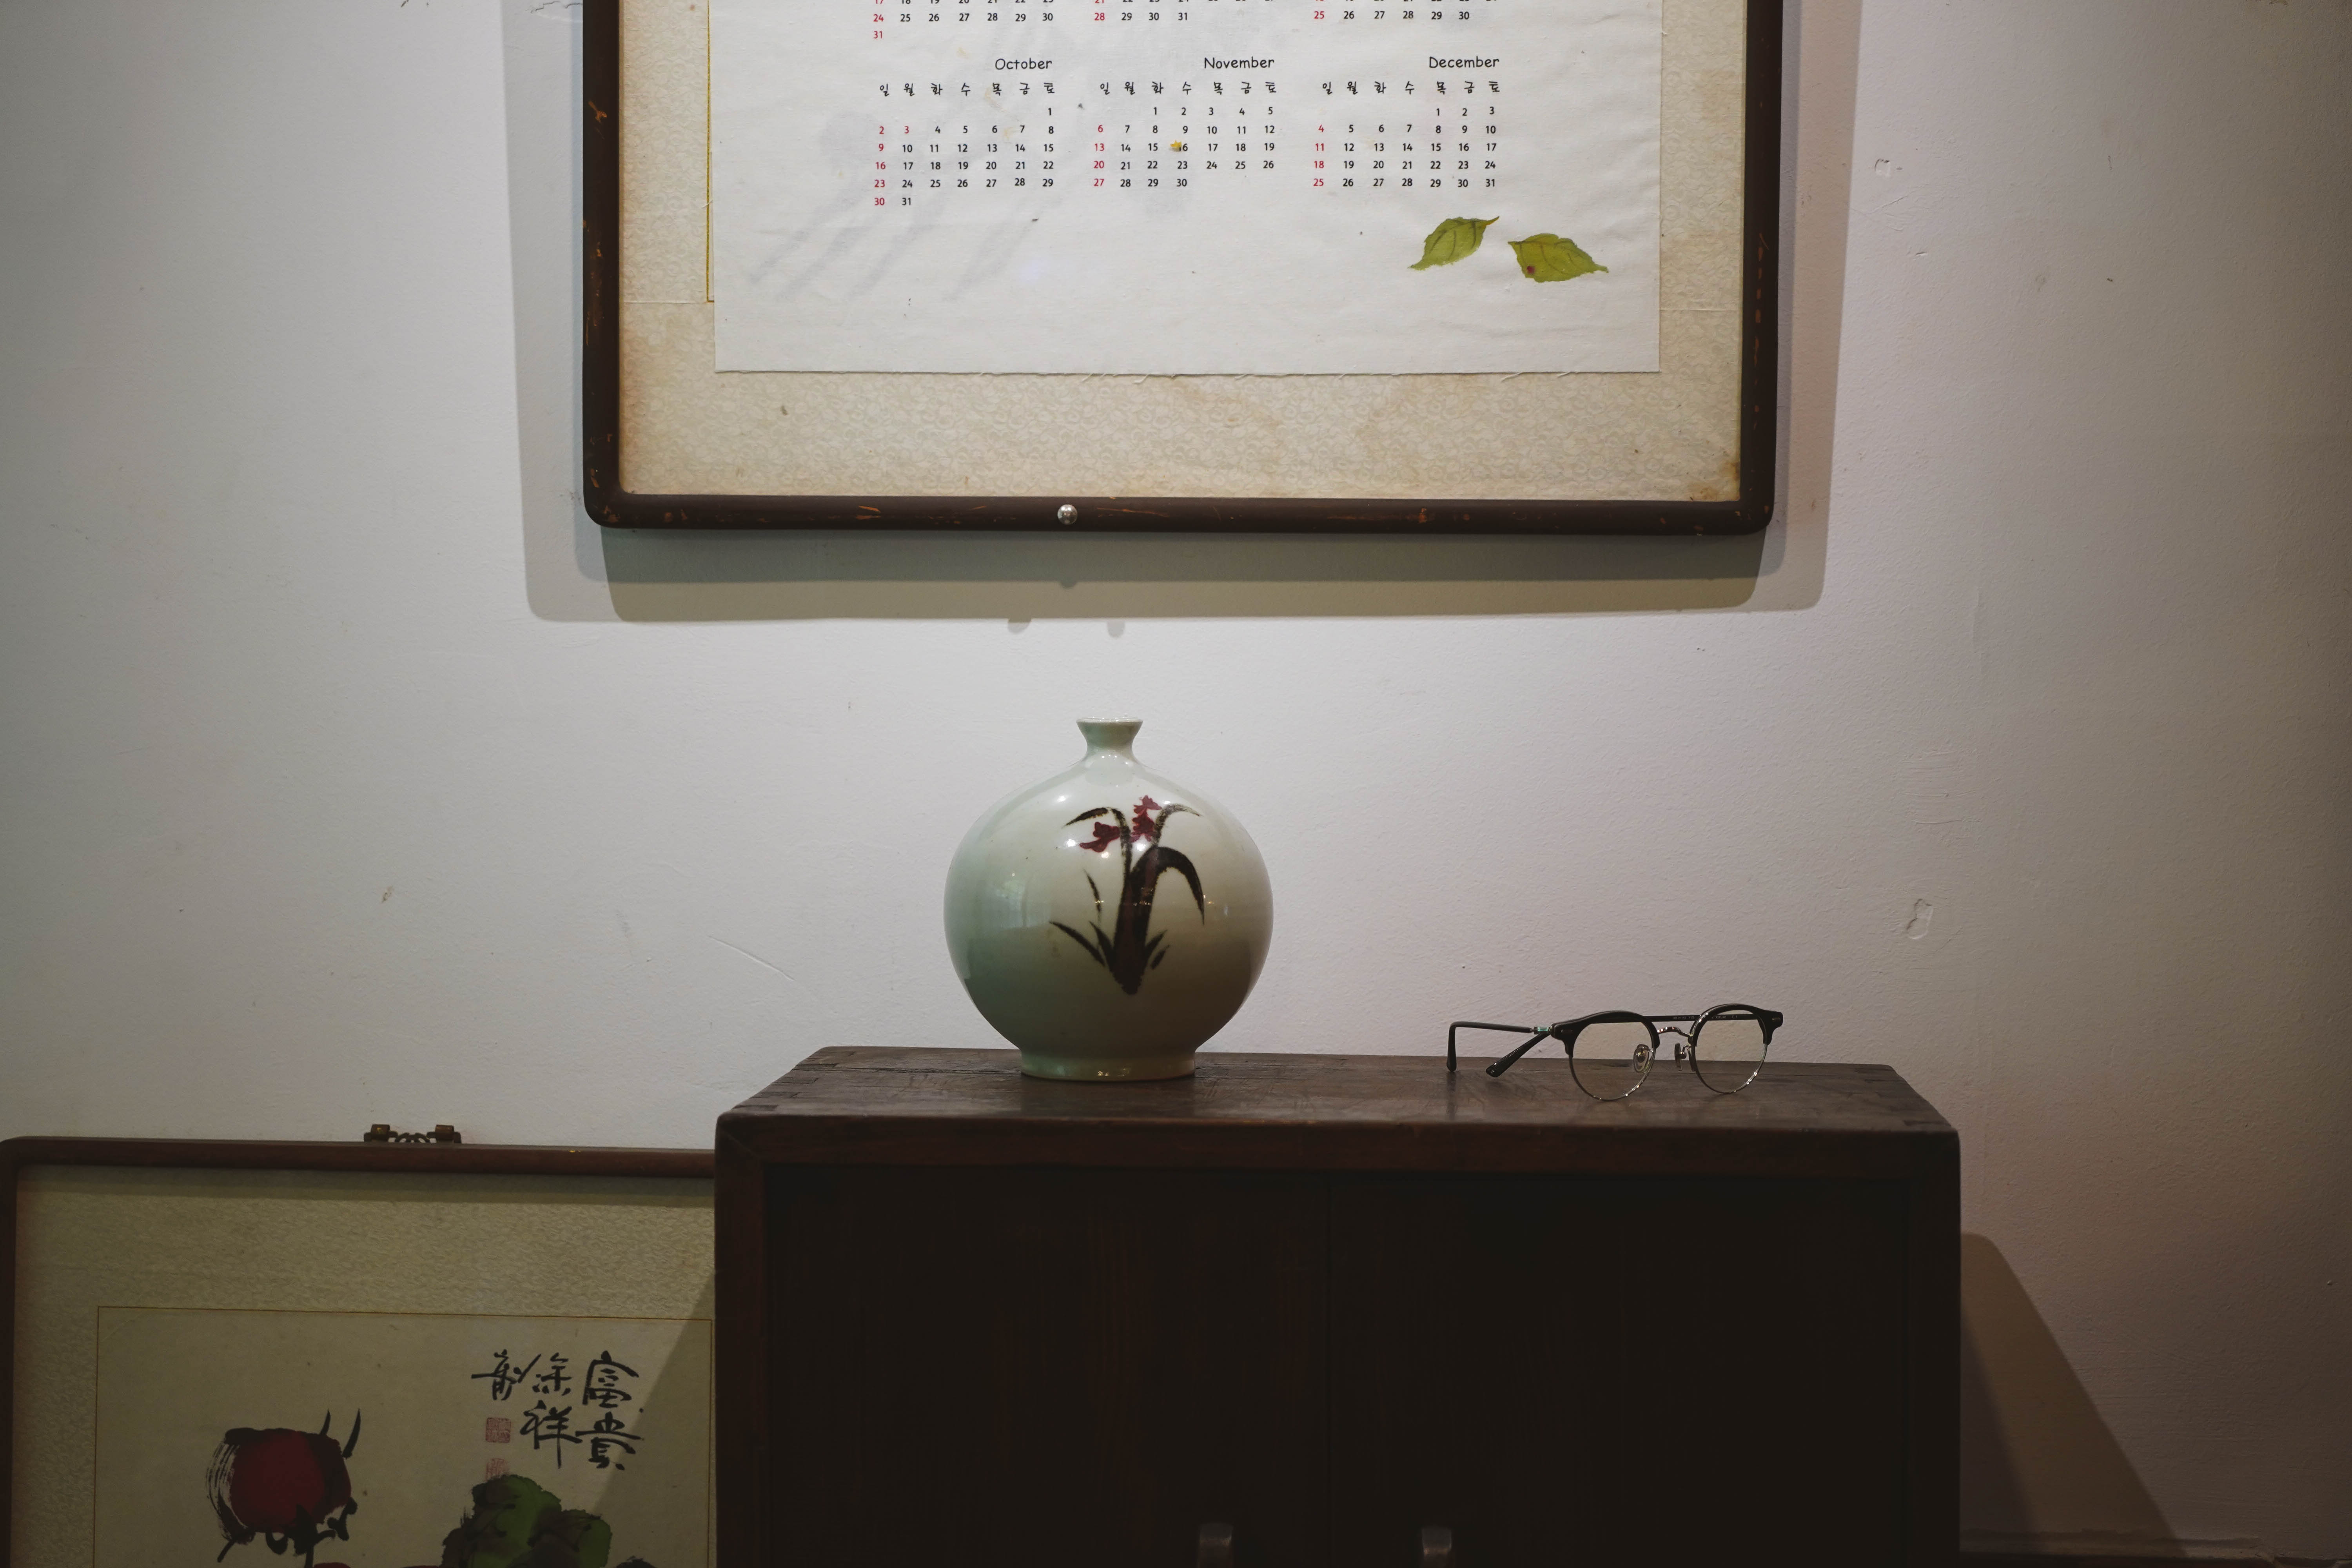 24 25 26 27 28 29 30 28 29 30 31 25 26 27 28 29 30
31
October November December
일 월 화 수 목 금 토 일 월 화 수 목 금 토 일 월 화 수 목 금 토
1 1 2 3 4 5 1 2 3
2 3 4 5 6 7 8 6 7 8 9 10 11 12 4 5 6 7 8 9 10
9 10 11 12 13 14 15 13 14 15 16 17 18 19 11 12 13 14 15 16 17
16 17 18 19 20 21 22 20 21 22 23 24 25 26 18 19 20 21 22 23 24
23 24 25 26 27 28 29 27 28 29 30 25 26 27 28 29 30 31
30 31
富貴
祥